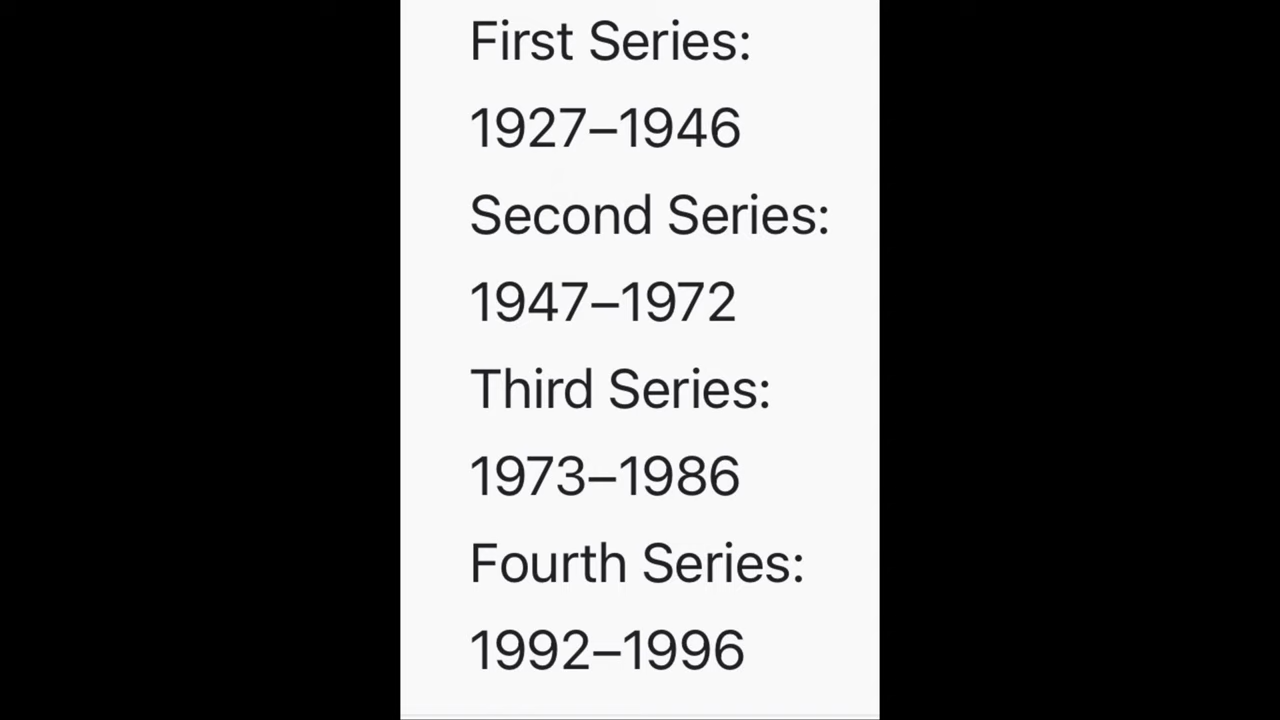 First Series:
1927–1946
Second Series:
1947–1972
Third Series:
1973–1986
Fourth Series:
1992–1996